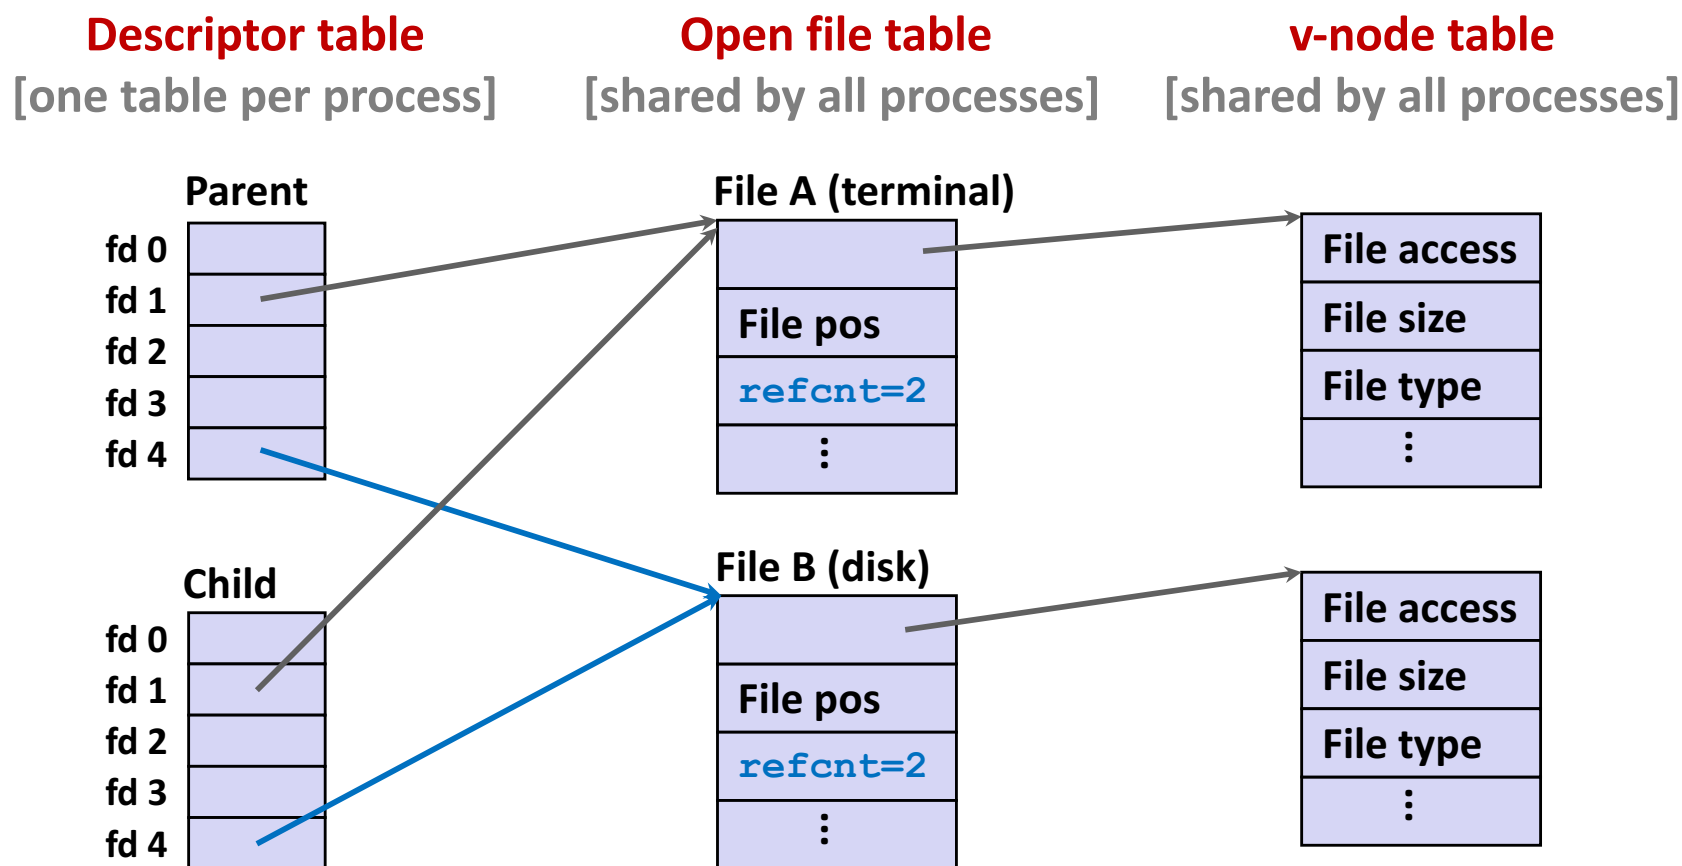 Descriptor table
[one table per process]
Open file table
[shared by all processes]
v-node table
[shared by all processes]
Parent
fd 0
fd 1
fd 2
fd 3
fd 4
Child
fd 0
fd 1
fd 2
fd 3
fd 4
File A (terminal)
File pos
refcnt=2
⋮
File B (disk)
File pos
refcnt=2
⋮
File access
File size
File type
⋮
File access
File size
File type
⋮